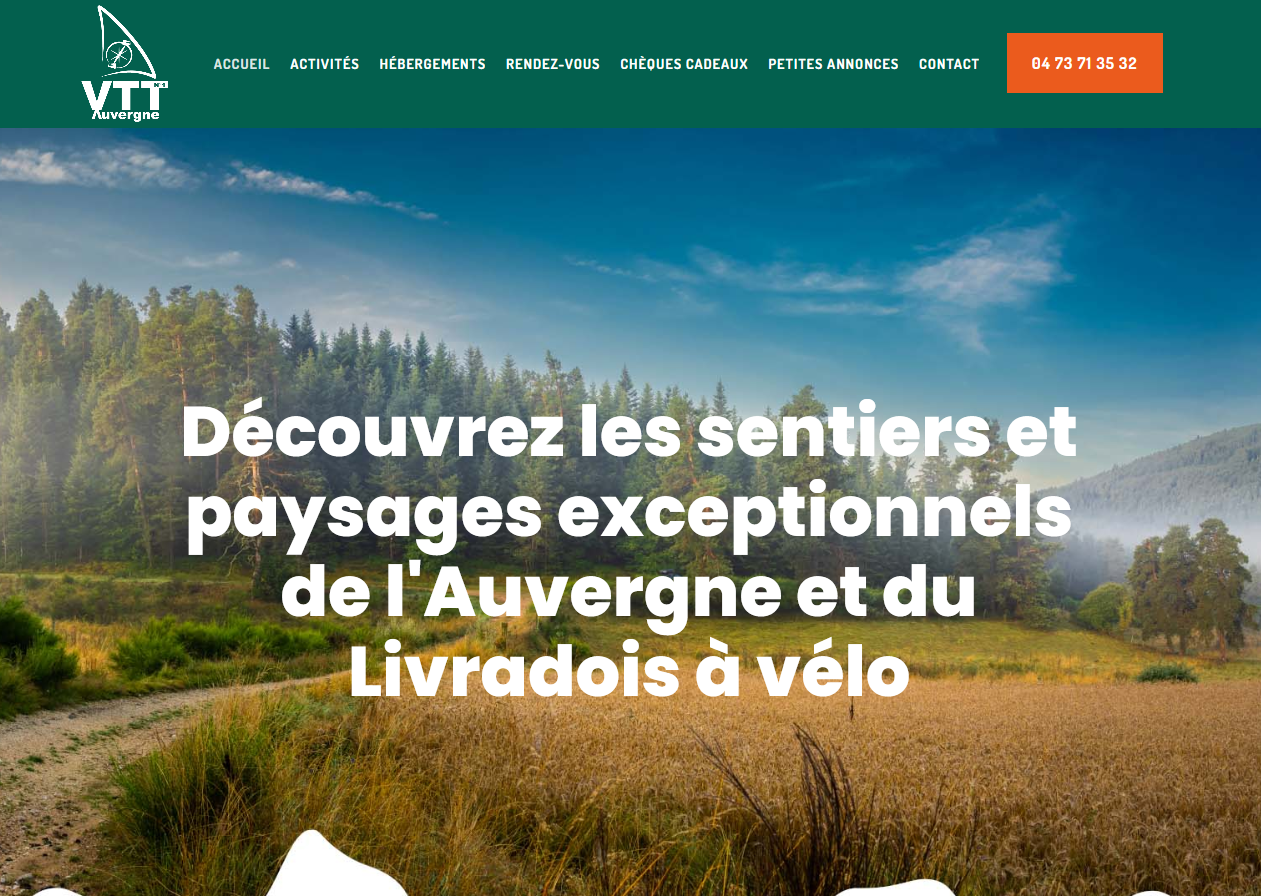 VTT N°1
Auvergne
ACCUEIL ACTIVITÉS HÉBERGEMENTS RENDEZ-VOUS CHÈQUES CADEAUX PETITES ANNONCES CONTACT 04 73 71 35 32
Découvrez les sentiers et
paysages exceptionnels
de l'Auvergne et du
Livradois à vélo